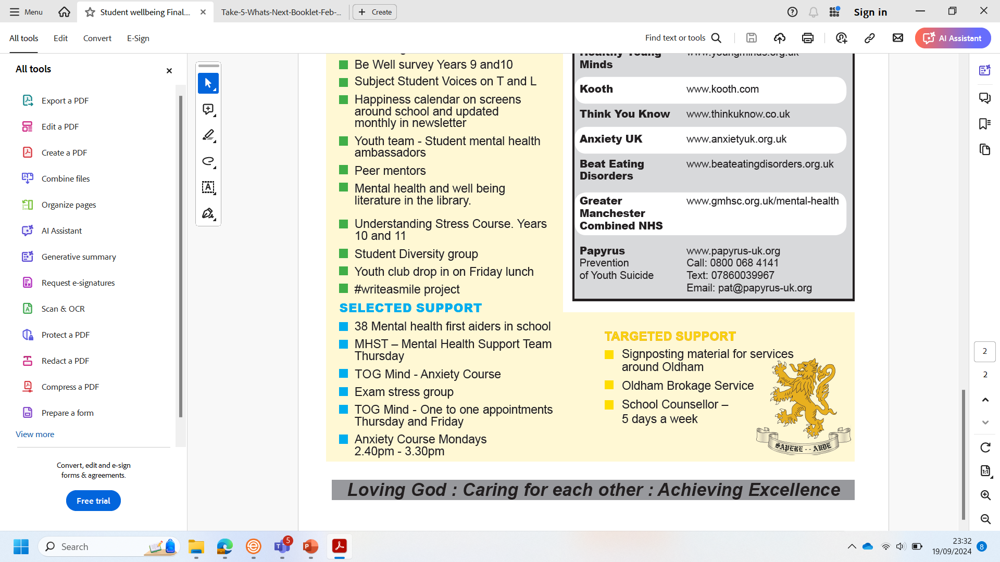 Menu
Student wellbeing Final....
Take-5-Whats-Next-Booklet-Feb-...
Create
Sign in
All tools
Edit
Convert
E-Sign
Find text or tools
AI Assistant
All tools
Export a PDF
Edit a PDF
Create a PDF
Combine files
Organize pages
AI Assistant
Generative summary
Request e-signatures
Scan & OCR
Protect a PDF
Redact a PDF
Compress a PDF
Prepare a form
View more
Convert, edit and e-sign
forms & agreements.
Free trial
Be Well survey Years 9 and10
Subject Student Voices on T and L
Happiness calendar on screens
around school and updated
monthly in newsletter
Youth team - Student mental health
ambassadors
Peer mentors
Mental health and well being
literature in the library.
Understanding Stress Course. Years
10 and 11
Student Diversity group
Youth club drop in on Friday lunch
#writeasmile project
SELECTED SUPPORT
38 Mental health first aiders in school
MHST – Mental Health Support Team
Thursday
TOG Mind - Anxiety Course
Exam stress group
TOG Mind - One to one appointments
Thursday and Friday
Anxiety Course Mondays
2.40pm - 3.30pm
Healthy Young www.youngminds.org.uk
Minds
Kooth www.kooth.com
Think You Know www.thinkuknow.co.uk
Anxiety UK www.anxietyuk.org.uk
Beat Eating www.beateatingdisorders.org.uk
Disorders
Greater www.gmhsc.org.uk/mental-health
Manchester
Combined NHS
Papyrus www.papyrus-uk.org
Prevention Call: 0800 068 4141
of Youth Suicide Text: 07860039967
Email: pat@papyrus-uk.org
TARGETED SUPPORT
Signposting material for services
around Oldham
Oldham Brokage Service
School Counsellor –
5 days a week
SAPERE -- AUDE
Loving God : Caring for each other : Achieving Excellence
2
2
1:1
Search
5
23:32
19/09/2024
8